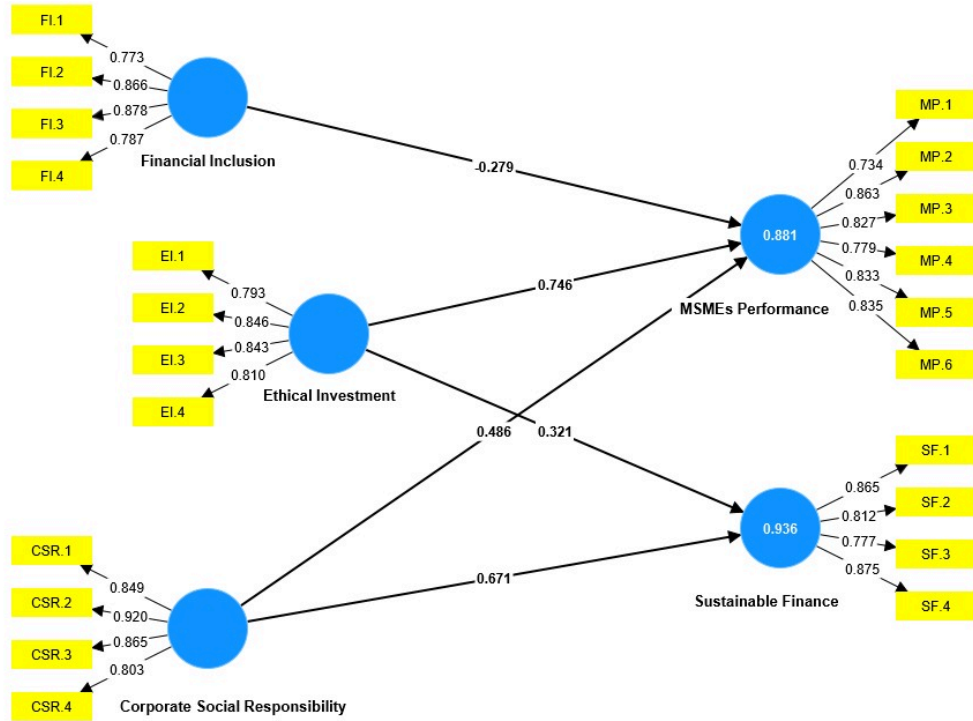 FI.1
0.773
FI.2
0.866
FI.3
0.878
FI.4
0.787
Financial Inclusion
-0.279
MP.1
MP.2
MP.3
MP.4
MP.5
MP.6
0.734
0.863
0.827
0.779
0.833
0.835
0.881
MSMEs Performance
EI.1
0.793
EI.2
0.846
EI.3
0.843
EI.4
0.810
Ethical Investment
0.746
0.486
0.321
0.671
SF.1
0.865
SF.2
0.812
SF.3
0.777
SF.4
0.875
0.936
Sustainable Finance
CSR.1
0.849
CSR.2
0.920
CSR.3
0.865
CSR.4
0.803
Corporate Social Responsibility